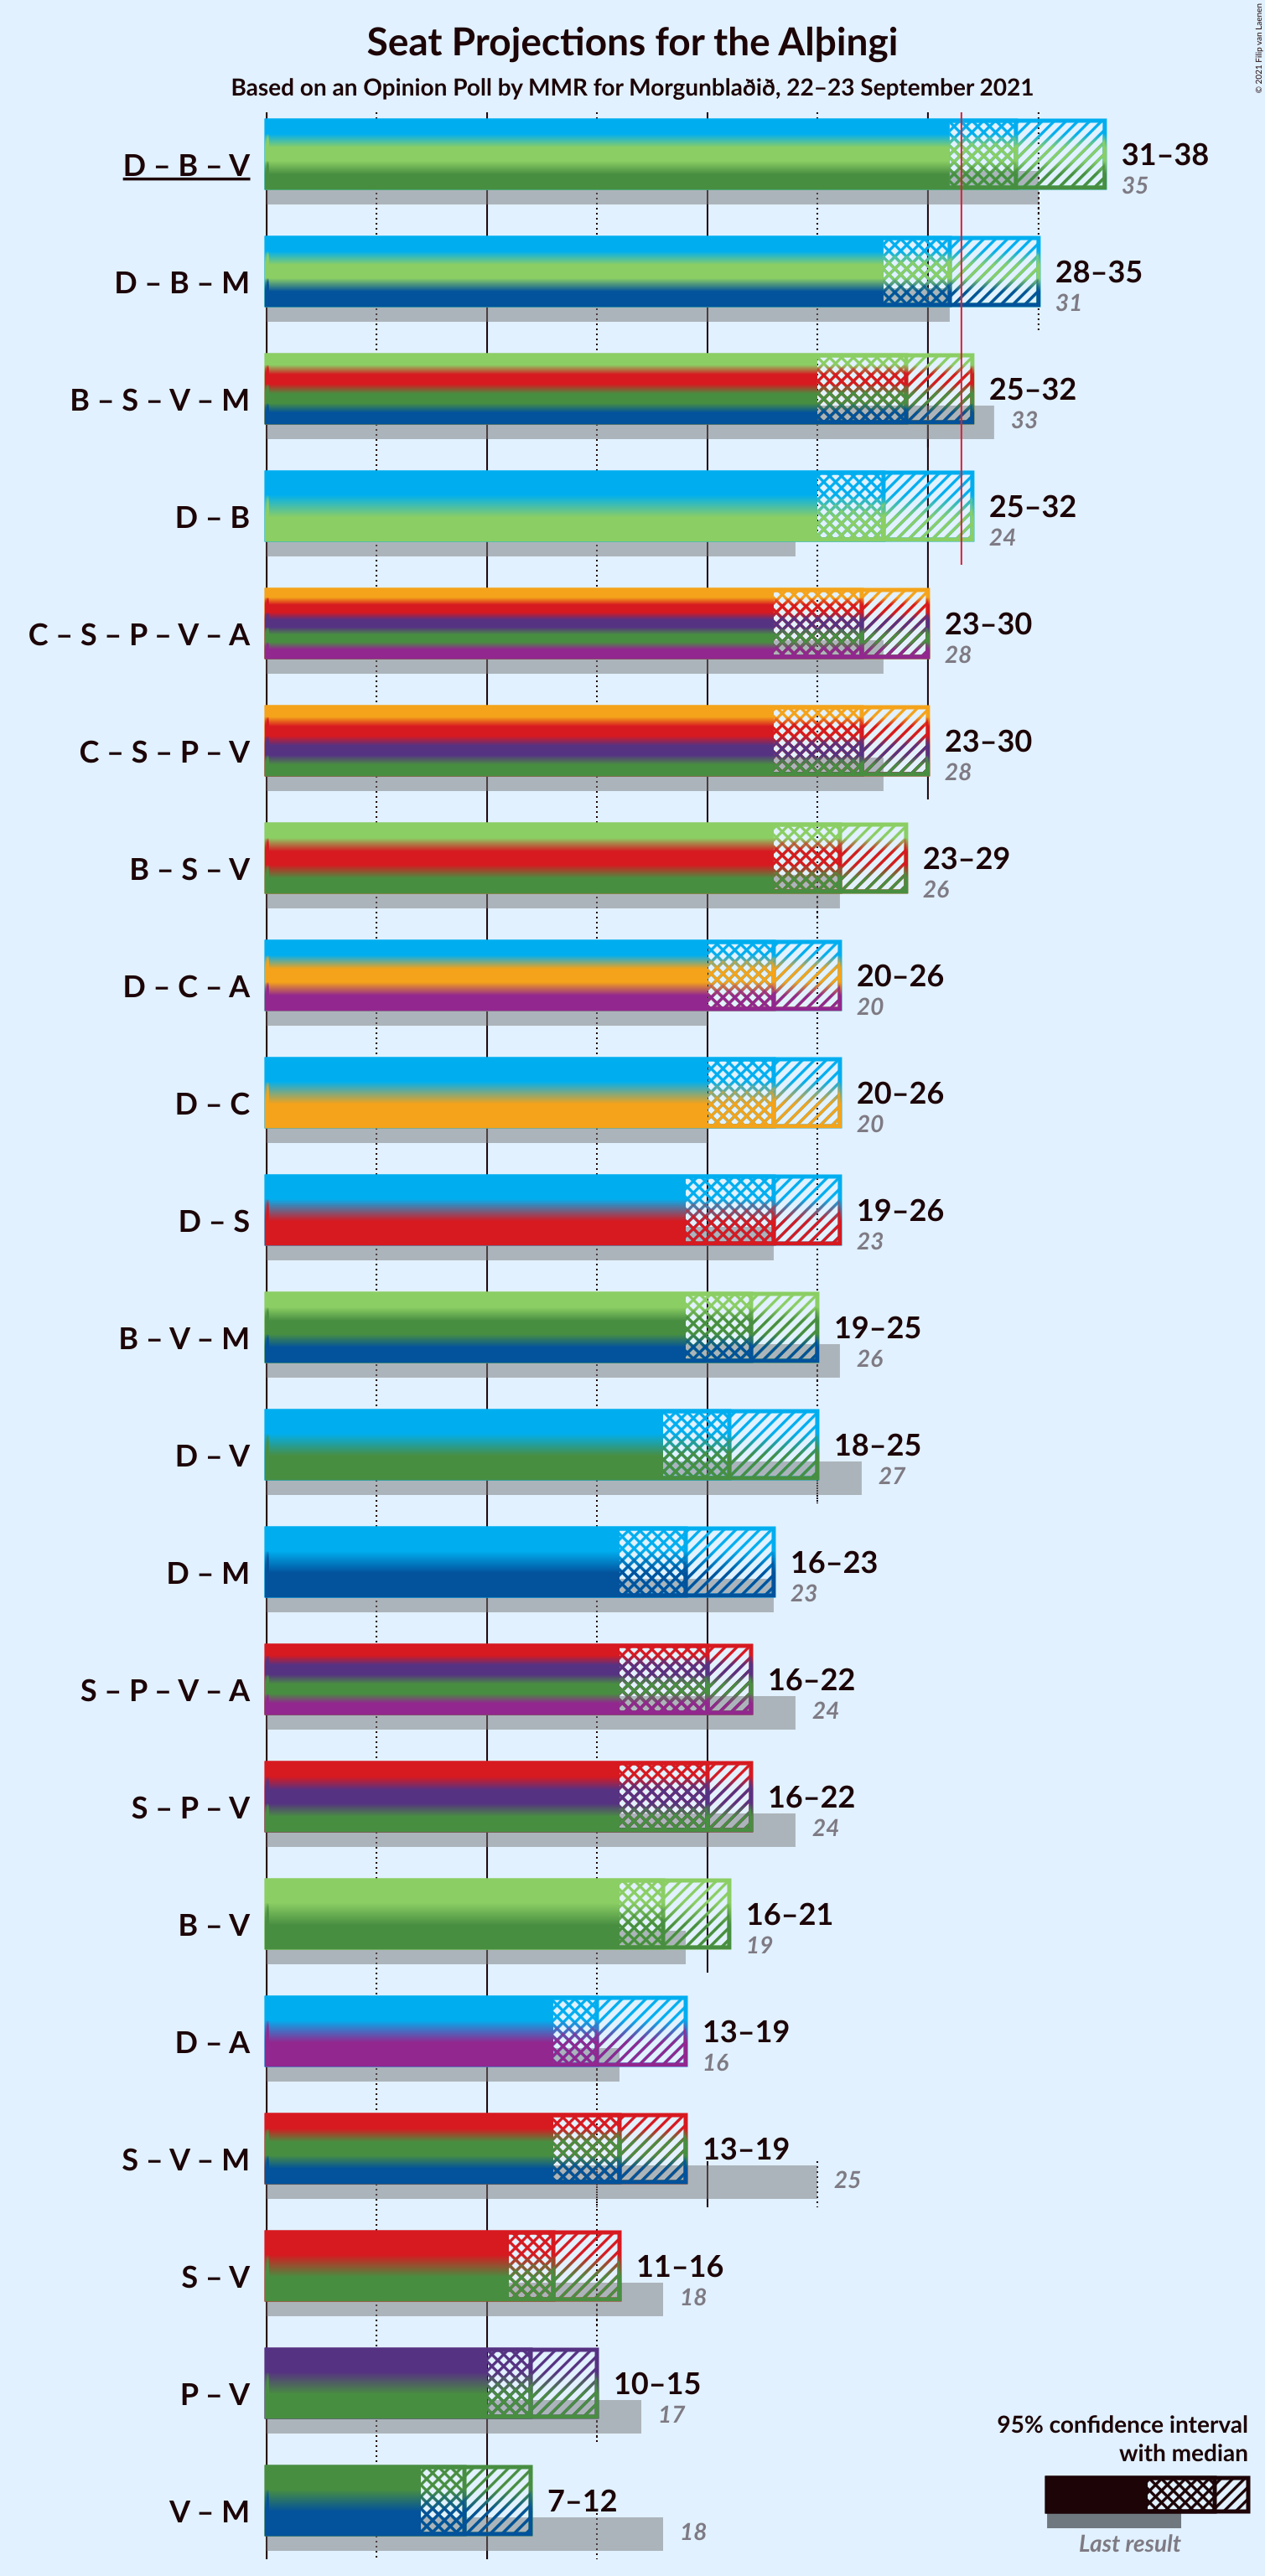 © 2021 Filip van Laenen
Seat Projections for the Alþingi
Based on an Opinion Poll by MMR for Morgunblaðið, 22–23 September 2021
D – B – V
31–38
35
D – B – M
28–35
31
B – S – V – M
25–32
33
D – B
25–32
24
C – S – P – V – A
23–30
28
C – S – P – V
23–30
28
B – S – V
23–29
26
D – C – A
20–26
20
D – C
20–26
20
D – S
19–26
23
B – V – M
19–25
26
D – V
18–25
27
D – M
16–23
23
S – P – V – A
16–22
24
S – P – V
16–22
24
B – V
16–21
19
D – A
13–19
16
S – V – M
13–19
25
S – V
11–16
18
P – V
10–15
17
V – M
7–12
18
95% confidence interval
with median
Last result